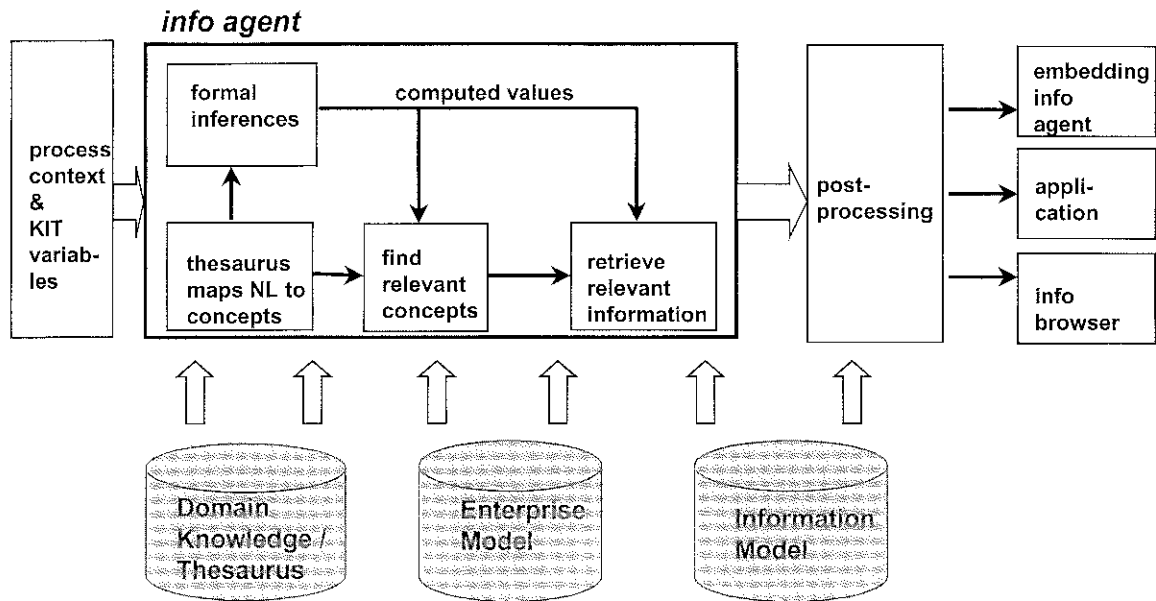 info agent
process
context
&
KIT
variab-
les
formal
inferences
computed values
thesaurus
maps NL to
concepts
find
relevant
concepts
retrieve
relevant
information
post-
processing
embedding
info
agent
appli-
cation
info
browser
Domain
Knowledge /
Thesaurus
Enterprise
Model
Information
Model